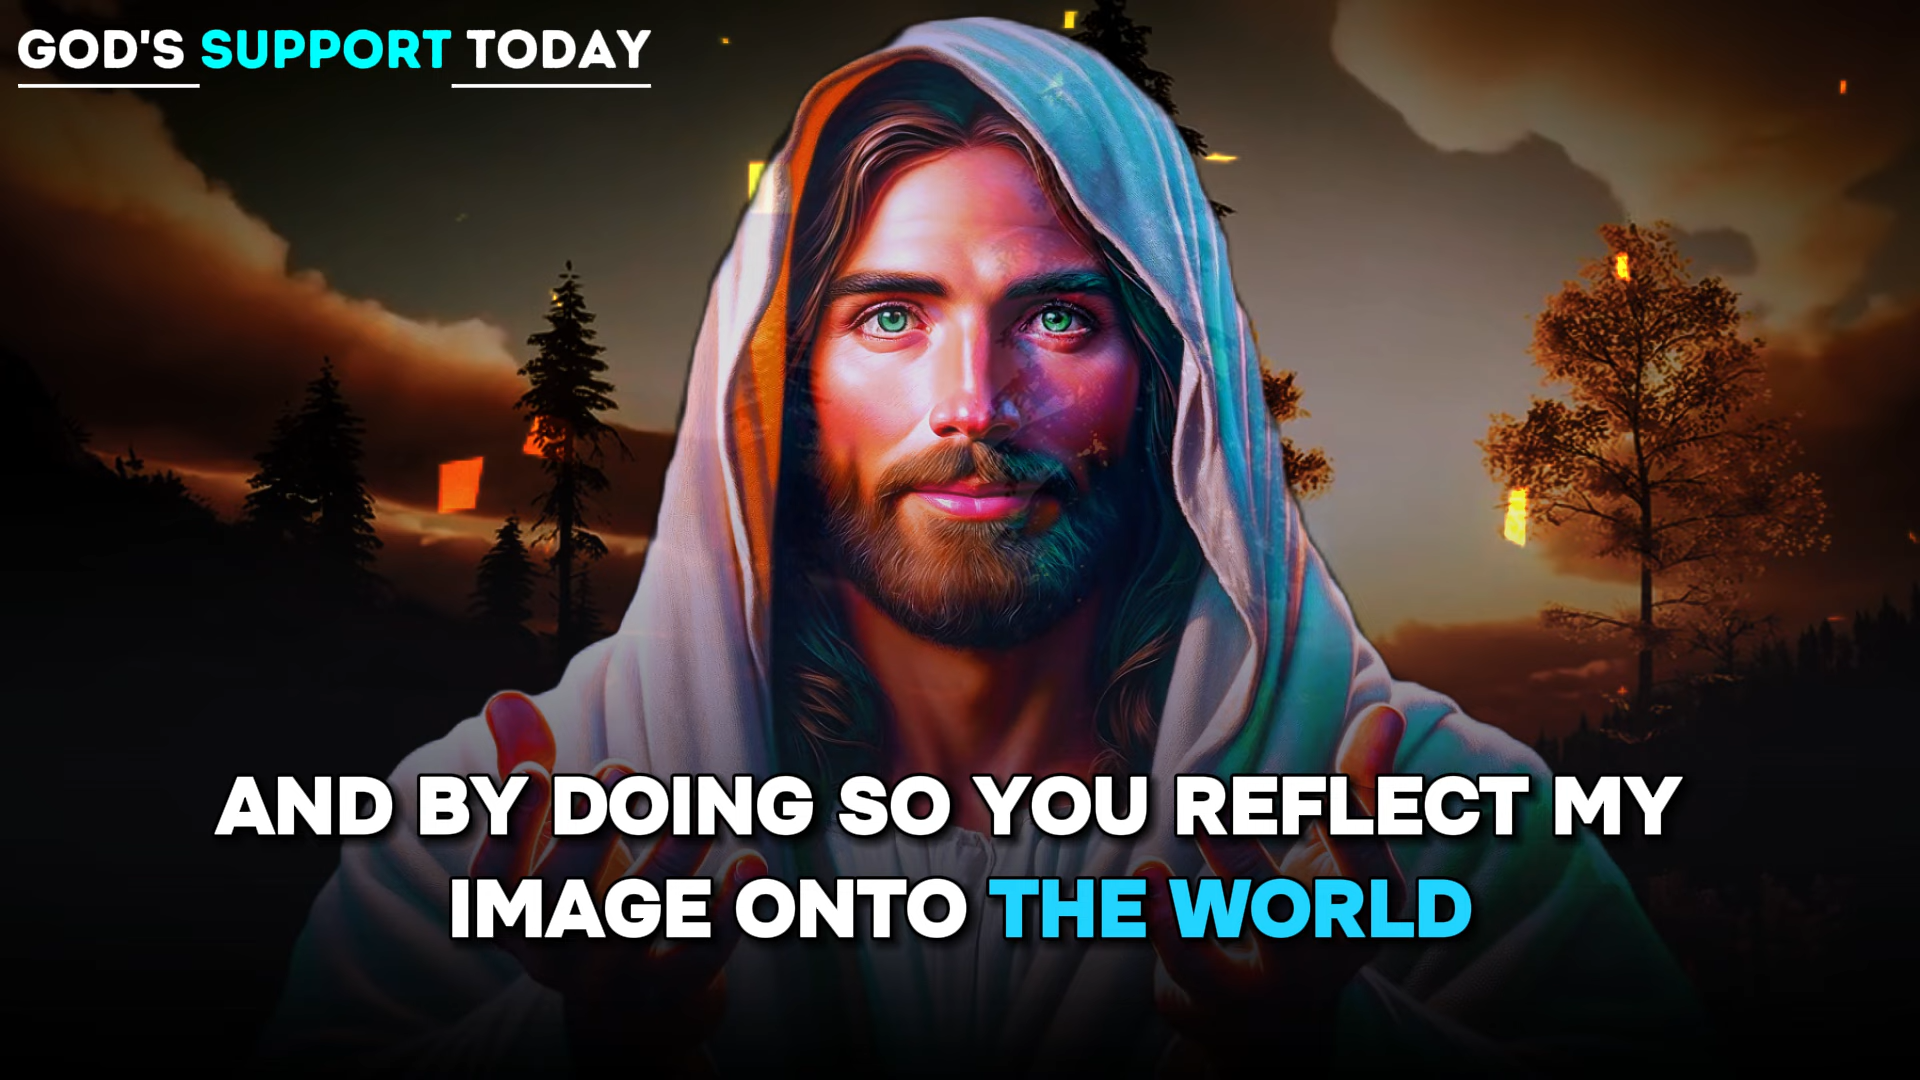 GOD'S SUPPORT TODAY
AND BY DOING SO YOU REFLECT MY
IMAGE ONTO THE WORLD